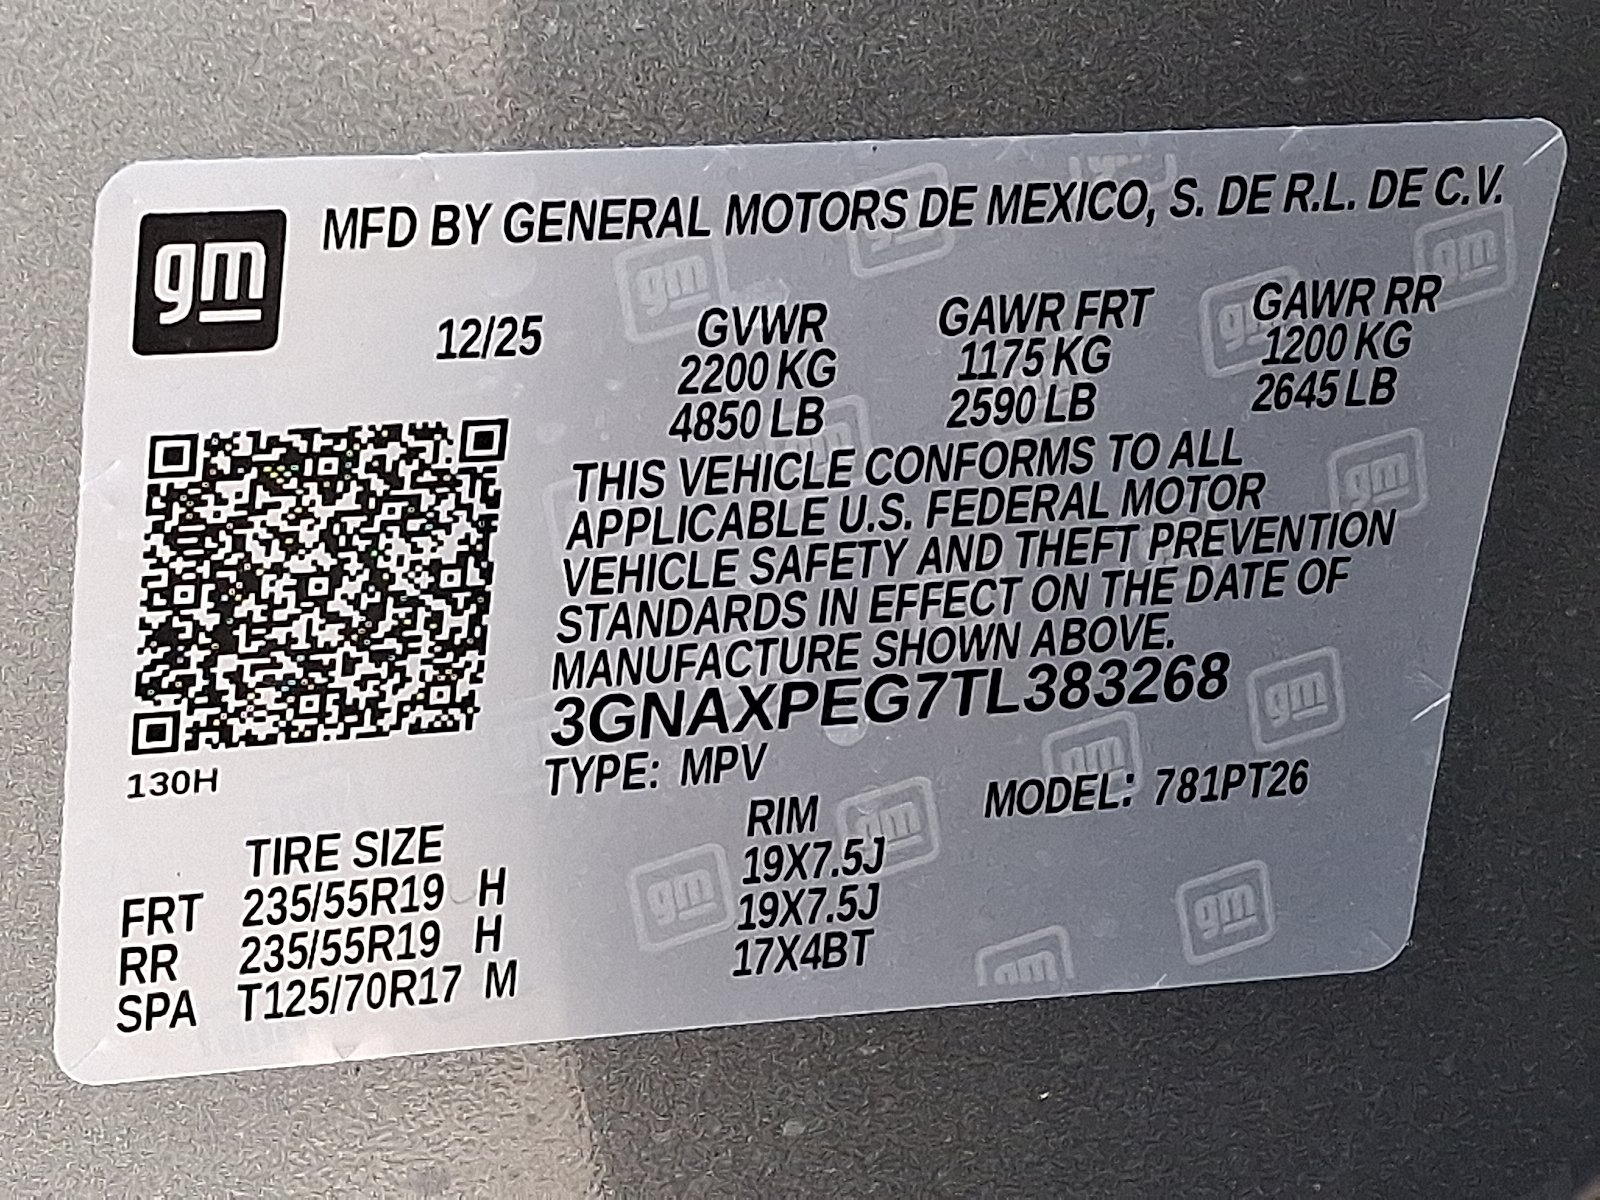 gm MFD BY GENERAL MOTORS DE MEXICO, S. DE R.L. DE C.V.
12/25 GVWR GAWR FRT GAWR RR
2200 KG 1175 KG 1200 KG
4850 LB 2590 LB 2645 LB
THIS VEHICLE CONFORMS TO ALL
APPLICABLE U.S. FEDERAL MOTOR
VEHICLE SAFETY AND THEFT PREVENTION
STANDARDS IN EFFECT ON THE DATE OF
MANUFACTURE SHOWN ABOVE.
3GNAXPEG7TL383268
130H
TYPE: MPV MODEL: 781PT26
TIRE SIZE RIM
FRT 235/55R19 H 19X7.5J
RR 235/55R19 H 19X7.5J
SPA T125/70R17 M 17X4BT